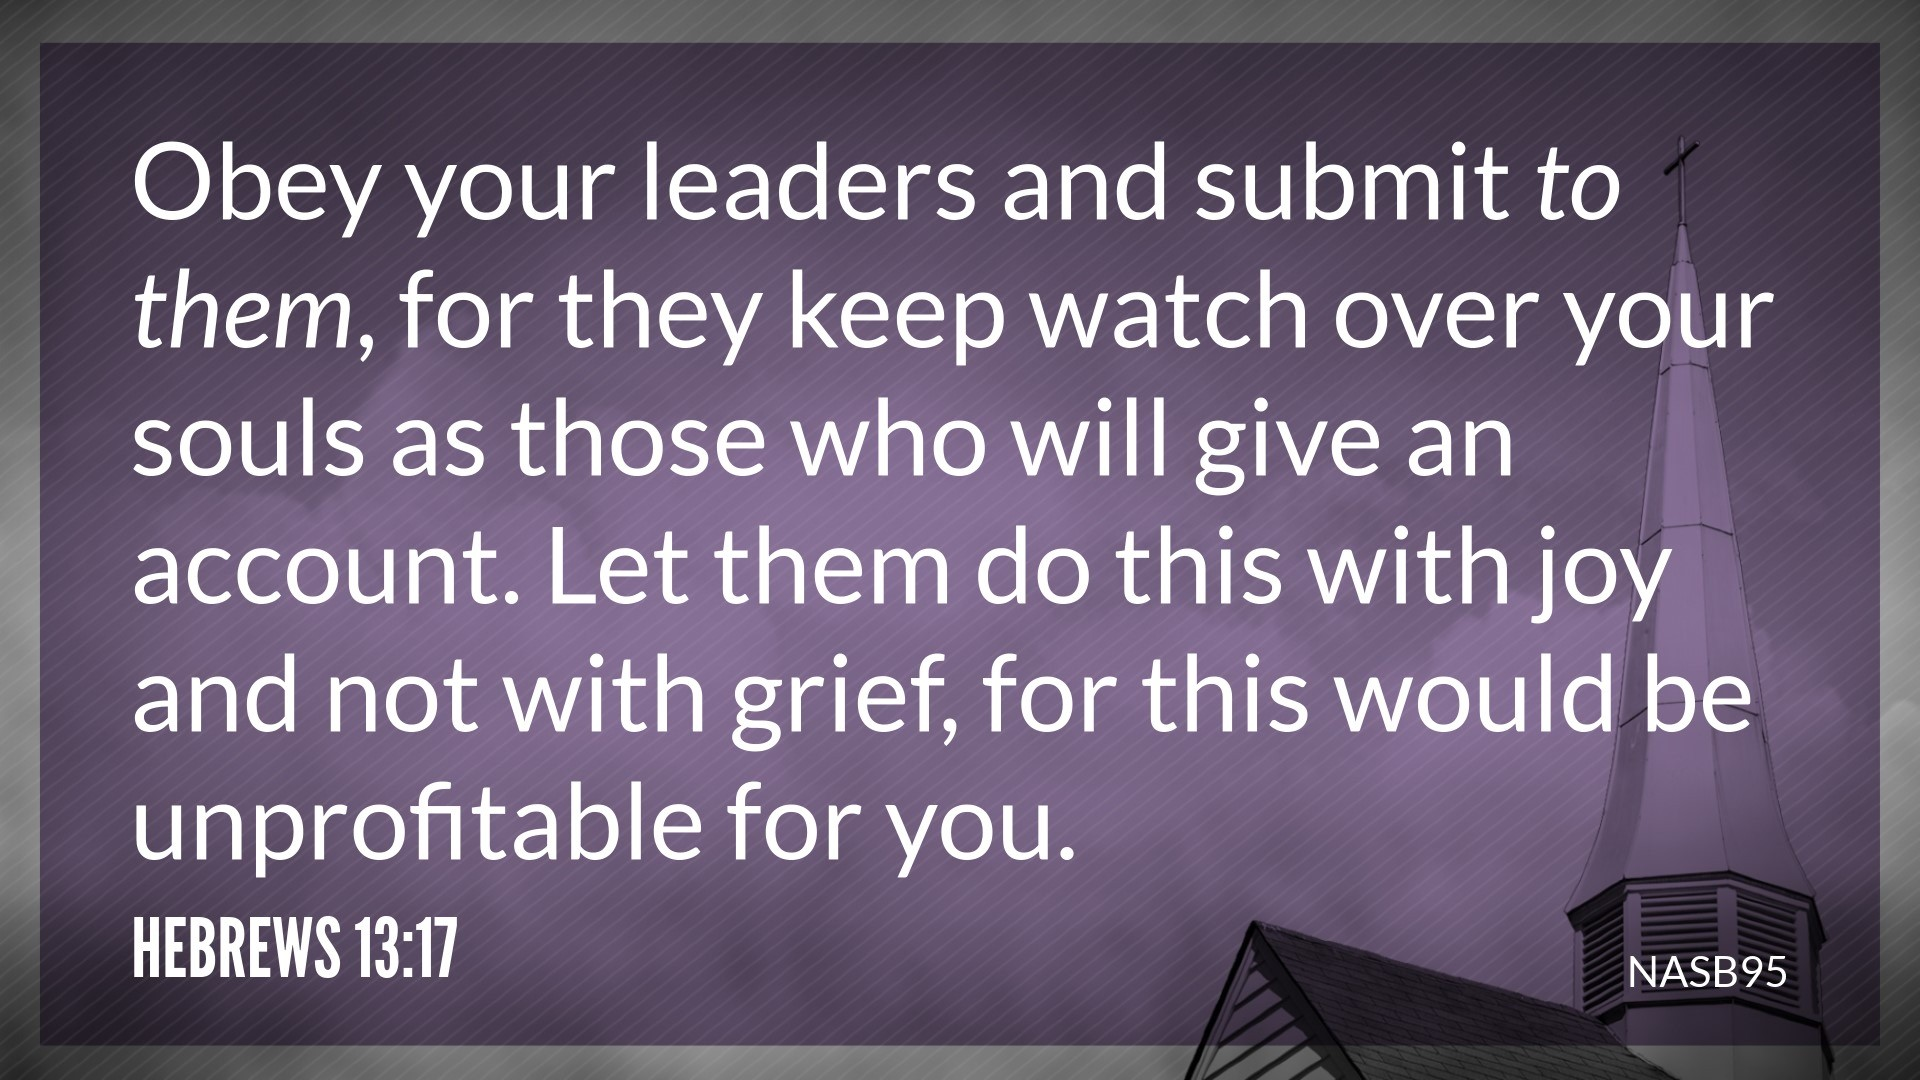 Obey your leaders and submit to
them, for they keep watch over your
souls as those who will give an
account. Let them do this with joy
and not with grief, for this would be
unprofitable for you.
HEBREWS 13:17
NASB95